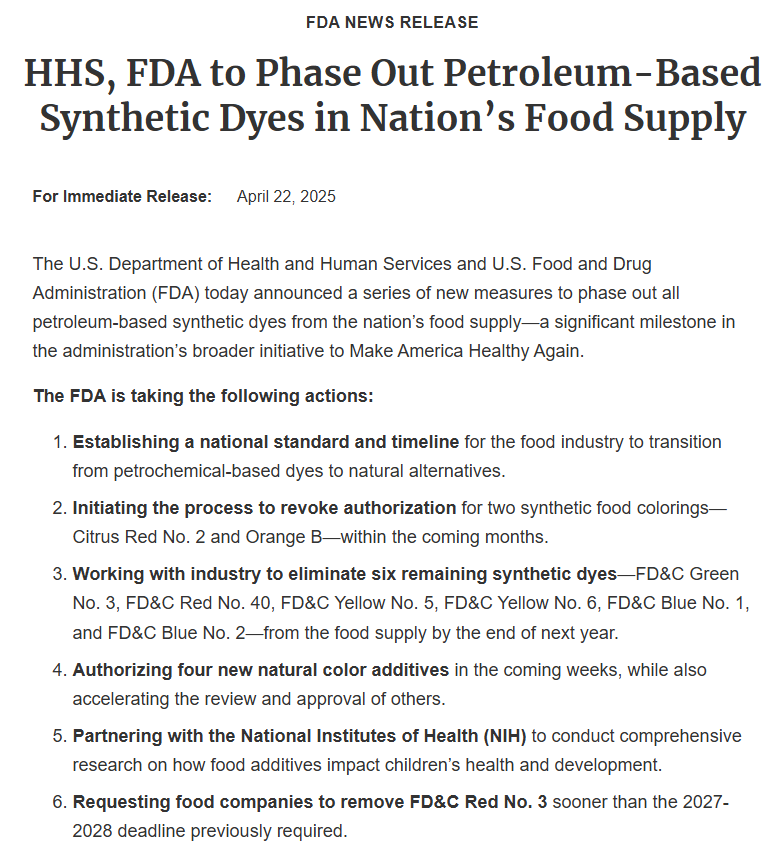 FDA NEWS RELEASE
HHS, FDA to Phase Out Petroleum-Based
Synthetic Dyes in Nation’s Food Supply
For Immediate Release: April 22, 2025
The U.S. Department of Health and Human Services and U.S. Food and Drug
Administration (FDA) today announced a series of new measures to phase out all
petroleum-based synthetic dyes from the nation’s food supply—a significant milestone in
the administration’s broader initiative to Make America Healthy Again.
The FDA is taking the following actions:
1. Establishing a national standard and timeline for the food industry to transition
from petrochemical-based dyes to natural alternatives.
2. Initiating the process to revoke authorization for two synthetic food colorings—
Citrus Red No. 2 and Orange B—within the coming months.
3. Working with industry to eliminate six remaining synthetic dyes—FD&C Green
No. 3, FD&C Red No. 40, FD&C Yellow No. 5, FD&C Yellow No. 6, FD&C Blue No. 1,
and FD&C Blue No. 2—from the food supply by the end of next year.
4. Authorizing four new natural color additives in the coming weeks, while also
accelerating the review and approval of others.
5. Partnering with the National Institutes of Health (NIH) to conduct comprehensive
research on how food additives impact children’s health and development.
6. Requesting food companies to remove FD&C Red No. 3 sooner than the 2027-
2028 deadline previously required.